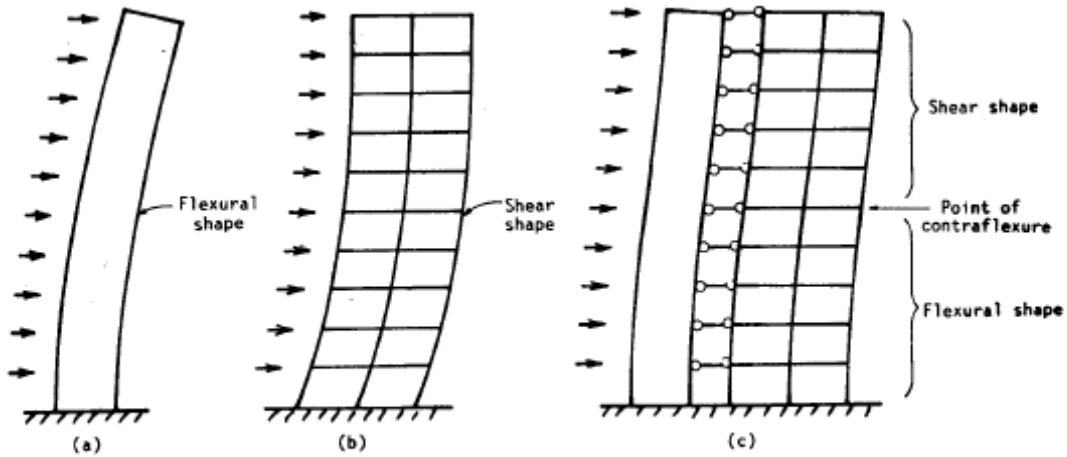 Flexural
shape
Shear
shape
Shear shape
Point of
contraflexure
Flexural shape
(a)
(b)
(c)